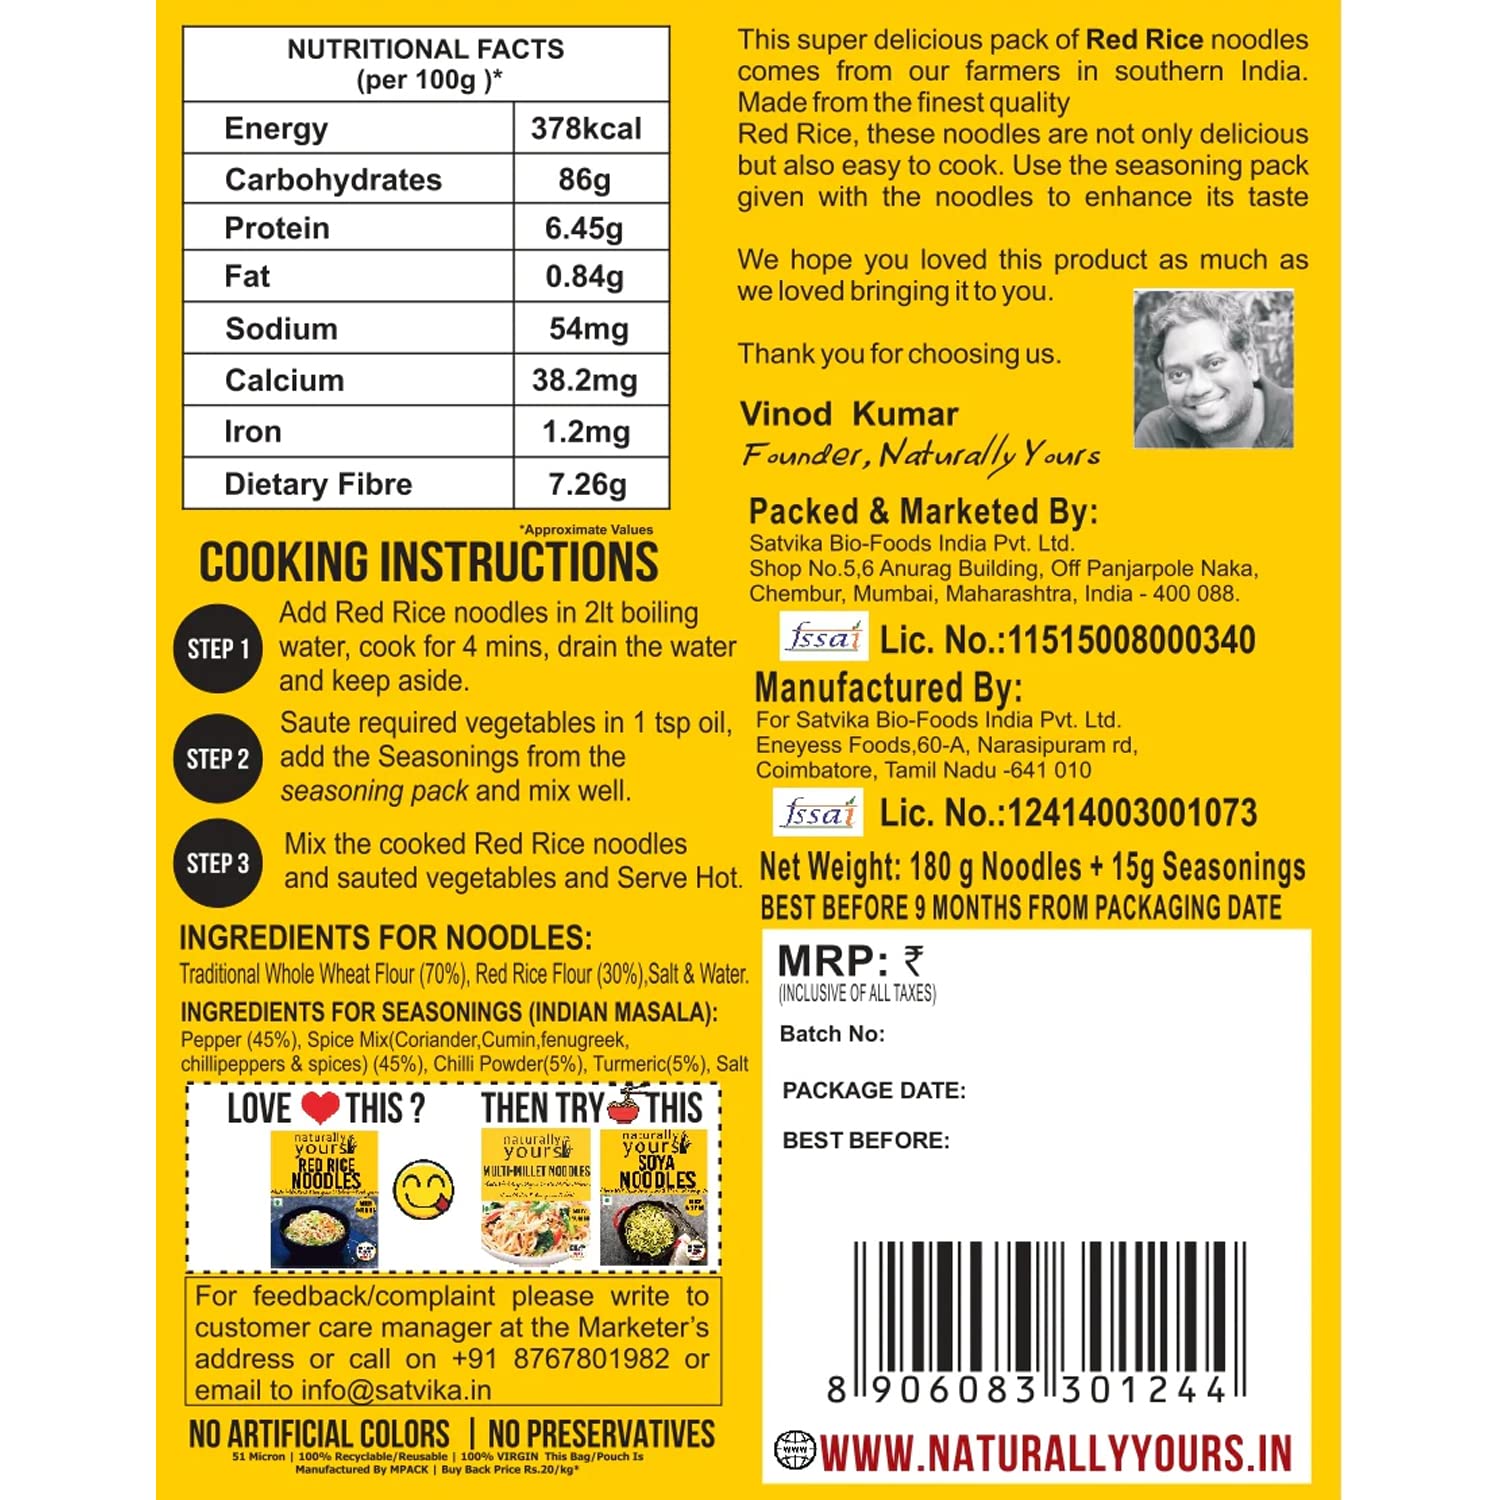 NUTRITIONAL FACTS
(per 100g )*
Energy 378kcal
Carbohydrates 86g
Protein 6.45g
Fat 0.84g
Sodium 54mg
Calcium 38.2mg
Iron 1.2mg
Dietary Fibre 7.26g
*Approximate Values
COOKING INSTRUCTIONS
STEP 1
Add Red Rice noodles in 2lt boiling
water, cook for 4 mins, drain the water
and keep aside.
STEP 2
Saute required vegetables in 1 tsp oil,
add the Seasonings from the
seasoning pack and mix well.
STEP 3
Mix the cooked Red Rice noodles
and sauted vegetables and Serve Hot.
INGREDIENTS FOR NOODLES:
Traditional Whole Wheat Flour (70%), Red Rice Flour (30%),Salt & Water.
INGREDIENTS FOR SEASONINGS (INDIAN MASALA):
Pepper (45%), Spice Mix(Coriander,Cumin,fenugreek,
chillipeppers & spices) (45%), Chilli Powder(5%), Turmeric(5%), Salt
LOVE THIS ? THEN TRY THIS
naturally
yours
RED RICE
NOODLES
naturally
yours
MULTI-MILLET NOODLES
naturally
yours
SOYA
NOODLES
For feedback/complaint please write to
customer care manager at the Marketer's
address or call on +91 8767801982 or
email to info@satvika.in
NO ARTIFICIAL COLORS | NO PRESERVATIVES
51 Micron | 100% Recyclable/Reusable | 100% VIRGIN This Bag/Pouch Is
Manufactured By MPACK | Buy Back Price Rs.20/kg*
This super delicious pack of Red Rice noodles
comes from our farmers in southern India.
Made from the finest quality
Red Rice, these noodles are not only delicious
but also easy to cook. Use the seasoning pack
given with the noodles to enhance its taste
We hope you loved this product as much as
we loved bringing it to you.
Thank you for choosing us.
Vinod Kumar
Founder, Naturally Yours
Packed & Marketed By:
Satvika Bio-Foods India Pvt. Ltd.
Shop No.5,6 Anurag Building, Off Panjarpole Naka,
Chembur, Mumbai, Maharashtra, India - 400 088.
fssai Lic. No.:11515008000340
Manufactured By:
For Satvika Bio-Foods India Pvt. Ltd.
Eneyess Foods,60-A, Narasipuram rd,
Coimbatore, Tamil Nadu -641 010
fssai Lic. No.:12414003001073
Net Weight: 180 g Noodles + 15g Seasonings
BEST BEFORE 9 MONTHS FROM PACKAGING DATE
MRP: ₹
(INCLUSIVE OF ALL TAXES)
Batch No:
PACKAGE DATE:
BEST BEFORE:
8 906083 301244
www WWW.NATURALLYYOURS.IN